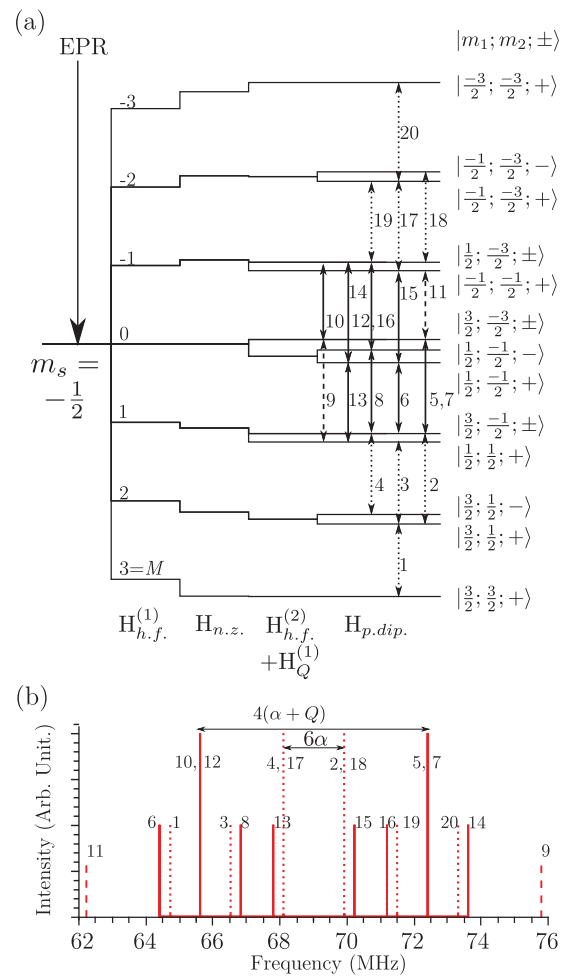 (a)
EPR
|m₁; m₂; ±⟩
-3
|-3/2; -3/2; +⟩
20
-2
|-1/2; -3/2; -⟩
|-1/2; -3/2; +⟩
19 17 18
-1
|1/2; -3/2; ±⟩
|-1/2; -1/2; +⟩
14 15 11
10 12,16
0
|3/2; -3/2; ±⟩
|1/2; -1/2; -⟩
|1/2; -1/2; +⟩
mₛ =
-1/2
9 13 8 6 5,7
1
|3/2; -1/2; ±⟩
|1/2; 1/2; +⟩
4 3 2
2
|3/2; 1/2; -⟩
|3/2; 1/2; +⟩
1
3=M
|3/2; 3/2; +⟩
H_{h.f.}^{(1)} H_{n.z.} H_{h.f.}^{(2)} H_{p.dip.}
+H_Q^{(1)}
(b)
4(α + Q)
6α
10, 12 4, 17 2, 18 5, 7
6 1 3 8 13 15 16 19 20 14
11 9
Intensity (Arb. Unit.)
62 64 66 68 70 72 74 76
Frequency (MHz)